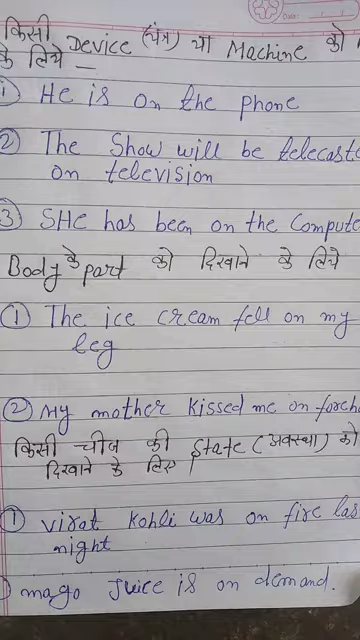 किसी Device (यंत्र) या Machine को
के लिये –
① He is on the phone
② The Show will be telecast
on television
③ SHe has been on the Compute
Body के part को दिखाने के लिये
① The ice cream fell on my
leg
② My mother kissed me on forehe
किसी चीज की State (अवस्था) को
दिखाने के लिए
① virat Kohli was on fire las
night
mago Juice is on demand.